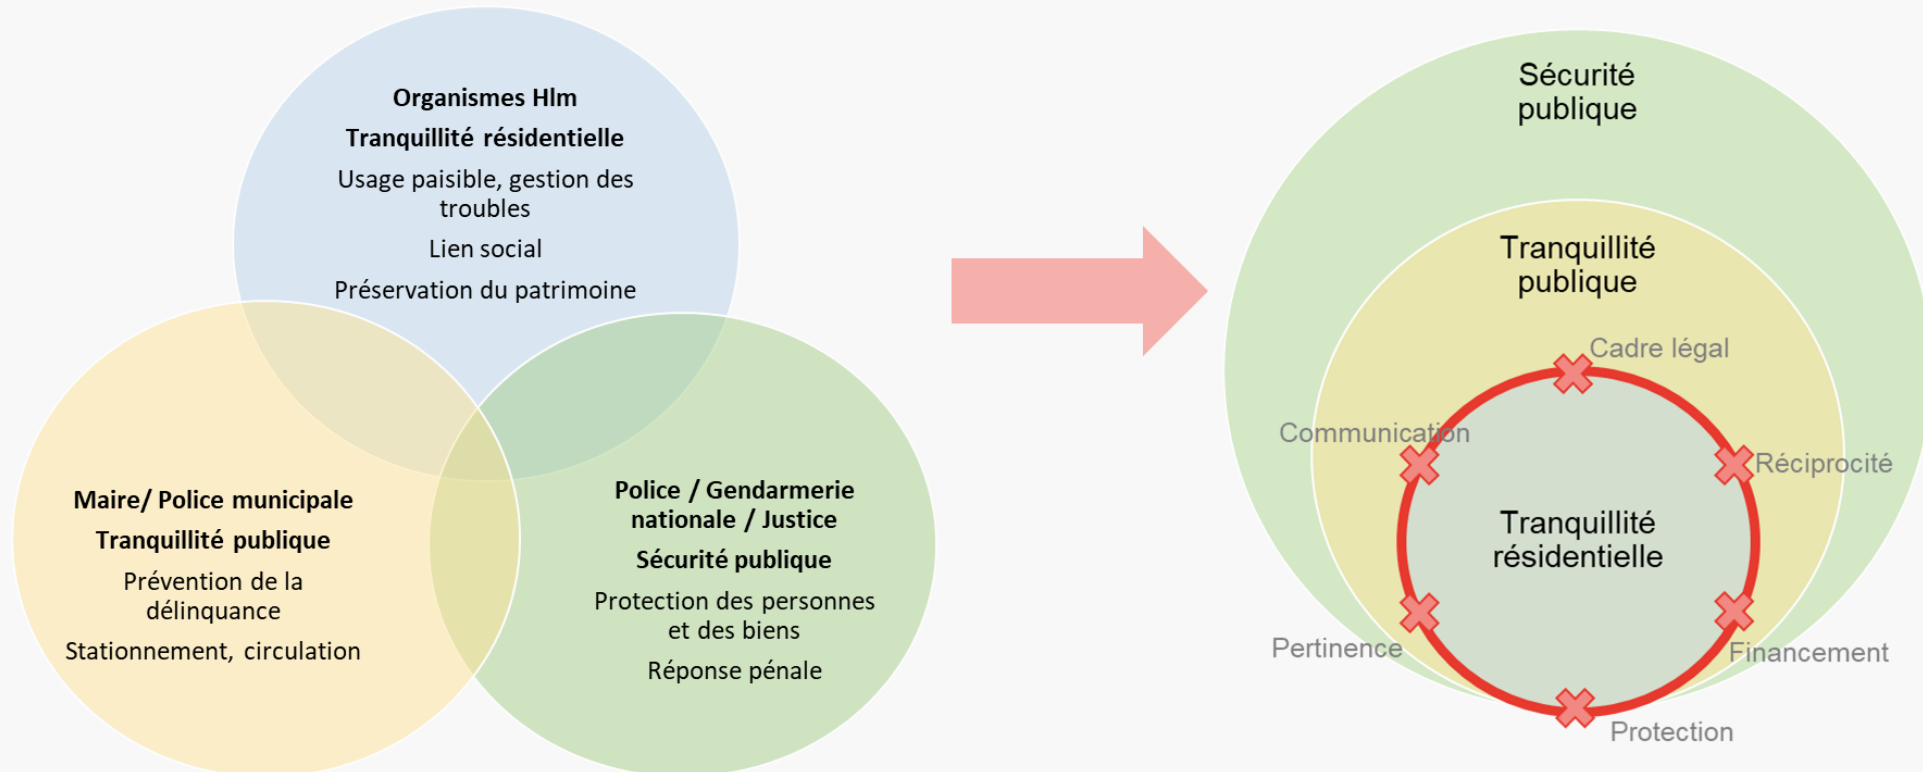 Organismes Hlm
Tranquillité résidentielle
Usage paisible, gestion des
troubles
Lien social
Préservation du patrimoine
Maire/ Police municipale
Tranquillité publique
Prévention de la
délinquance
Stationnement, circulation
Police / Gendarmerie
nationale / Justice
Sécurité publique
Protection des personnes
et des biens
Réponse pénale
Sécurité
publique
Tranquillité
publique
Cadre légal
Communication
Réciprocité
Tranquillité
résidentielle
Pertinence
Financement
Protection